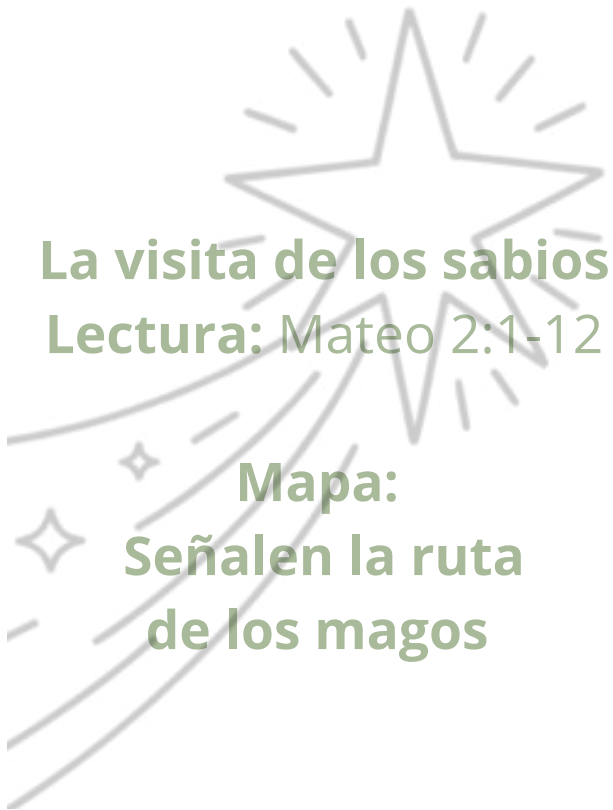 La visita de los sabios
Lectura: Mateo 2:1-12
Mapa:
Señalen la ruta
de los magos